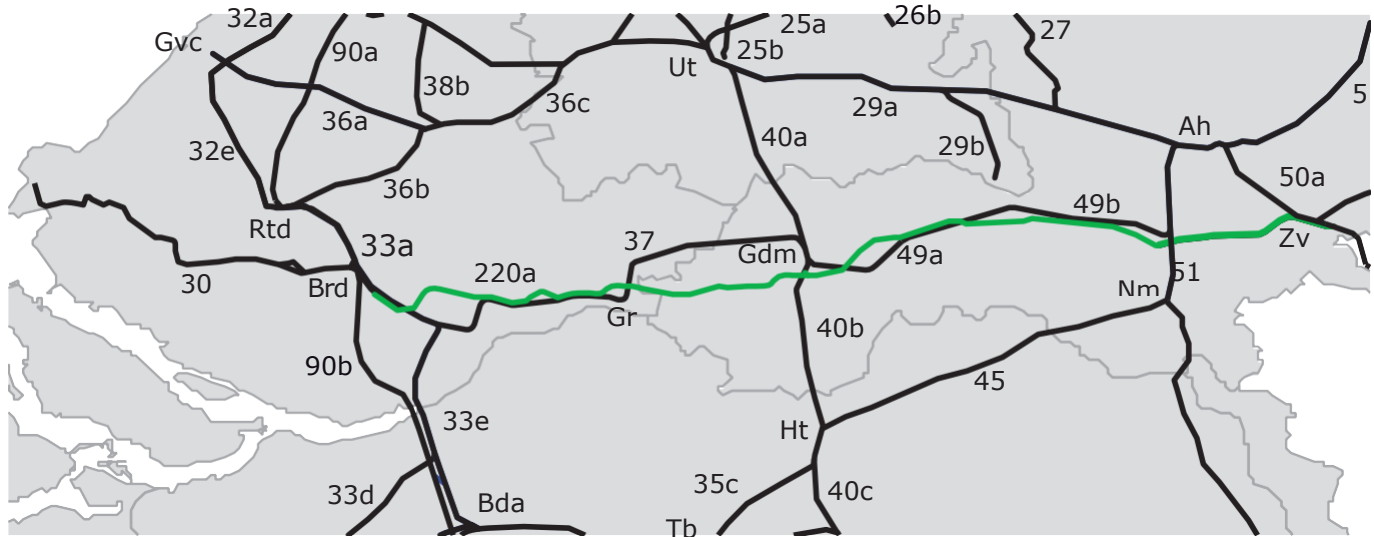 32a
25a
26b
27
Gvc
90a
25b
Ut
38b
5
36c
29a
36a
Ah
40a
32e
29b
36b
50a
49b
Rtd
33a
37
Gdm
49a
Zv
220a
51
30
Brd
Nm
Gr
40b
90b
45
33e
Ht
35c
40c
33d
Bda
Tb